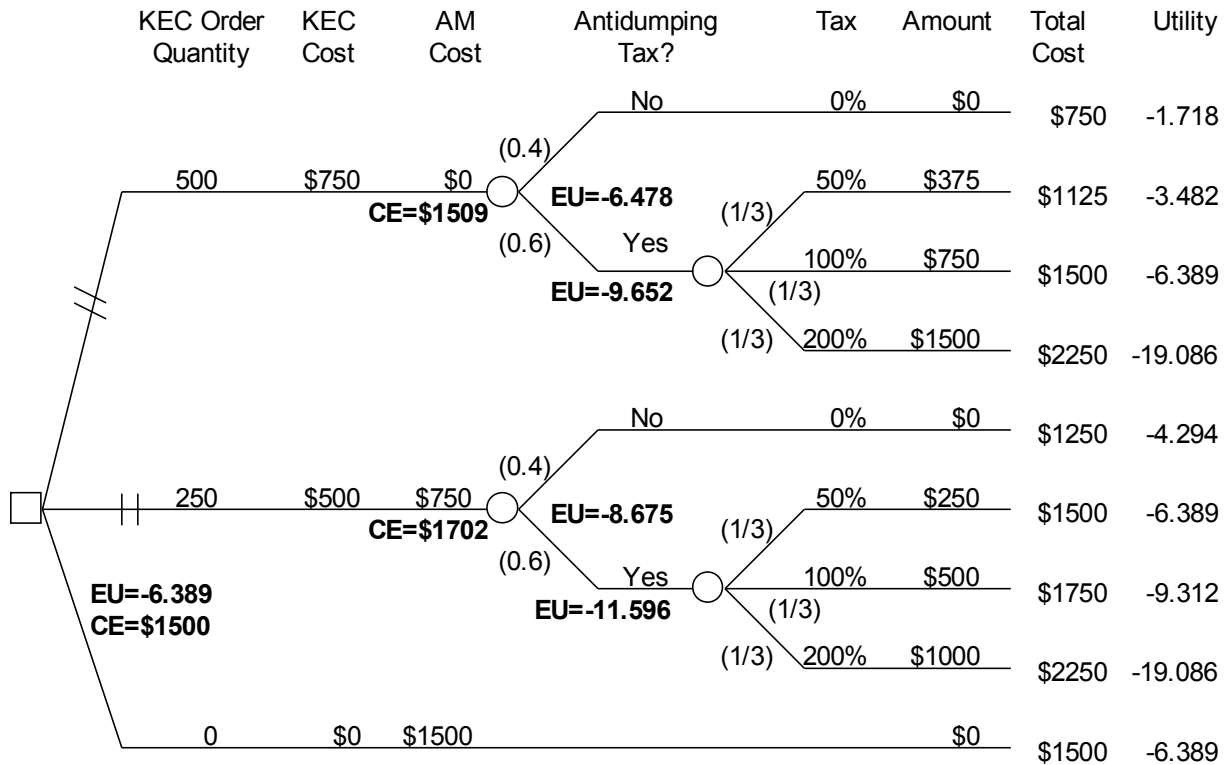 KEC Order Quantity KEC Cost AM Cost Antidumping Tax? Tax Amount Total Cost Utility
No 0% $0 $750 -1.718
(0.4)
500 $750 $0 50% $375 $1125 -3.482
CE=$1509 EU=-6.478 (1/3)
(0.6) Yes 100% $750 $1500 -6.389
EU=-9.652 (1/3)
(1/3) 200% $1500 $2250 -19.086
No 0% $0 $1250 -4.294
(0.4)
250 $500 $750 50% $250 $1500 -6.389
CE=$1702 EU=-8.675 (1/3)
(0.6) Yes 100% $500 $1750 -9.312
EU=-6.389
EU=-11.596 (1/3)
CE=$1500
(1/3) 200% $1000 $2250 -19.086
0 $0 $1500 $0 $1500 -6.389